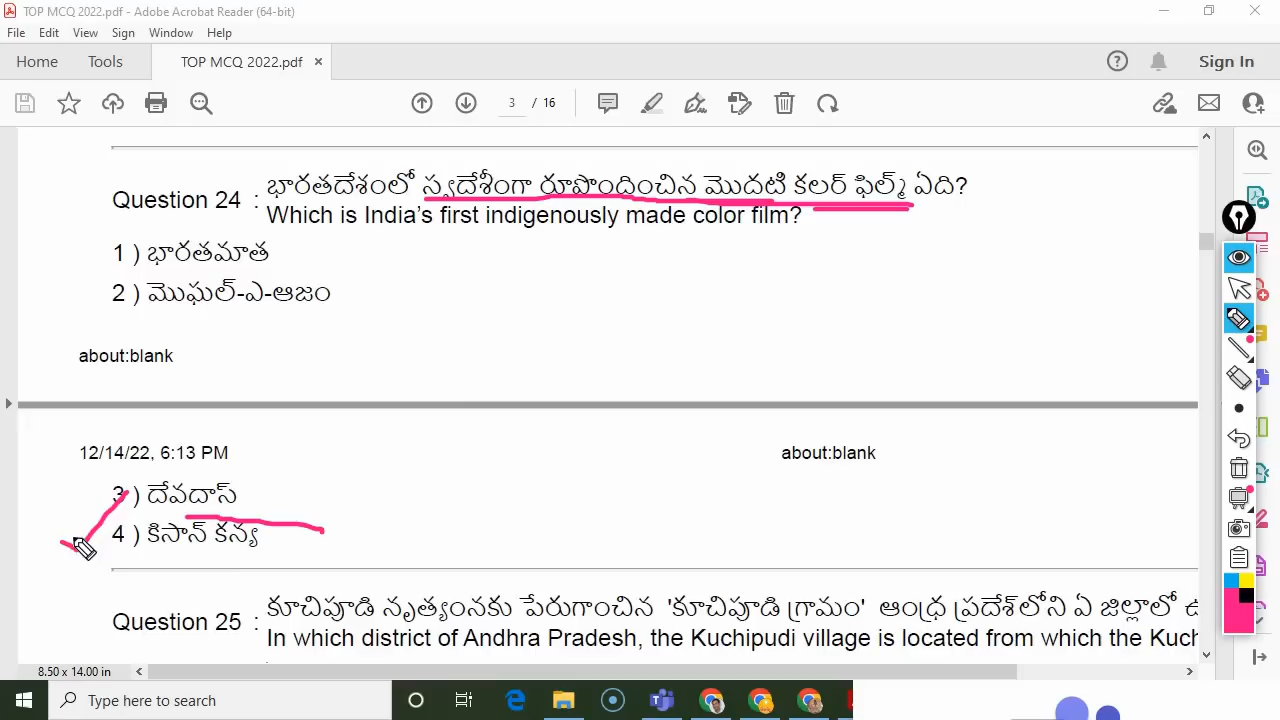 TOP MCQ 2022.pdf - Adobe Acrobat Reader (64-bit)
File Edit View Sign Window Help
Home Tools TOP MCQ 2022.pdf × Sign In
3 / 16
Question 24 : భారతదేశంలో స్వదేశీంగా రూపొందించిన మొదటి కలర్ ఫిల్మ్ ఏది?
Which is India's first indigenously made color film?
1 ) భారతమాత
2 ) మొఘల్-ఎ-ఆజం
about:blank
12/14/22, 6:13 PM about:blank
3 ) దేవదాస్
4 ) కిసాన్ కన్య
Question 25 : కూచిపూడి నృత్యంనకు పేరుగాంచిన 'కూచిపూడి గ్రామం' ఆంధ్ర ప్రదేశ్‌లోని ఏ జిల్లాలో ఉ
In which district of Andhra Pradesh, the Kuchipudi village is located from which the Kuch
8.50 x 14.00 in
Type here to search